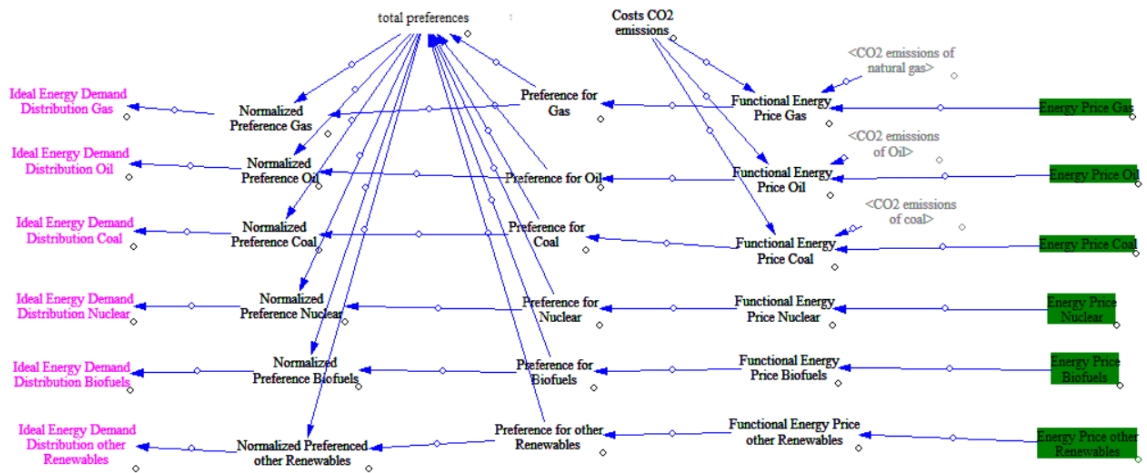 total preferences
Costs CO2
emissions
<CO2 emissions of
natural gas>
Ideal Energy Demand
Distribution Gas
Normalized
Preference Gas
Preference for
Gas
Functional Energy
Price Gas
Energy Price Gas
<CO2 emissions
of Oil>
Ideal Energy Demand
Distribution Oil
Normalized
Preference Oil
Preference for Oil
Functional Energy
Price Oil
Energy Price Oil
<CO2 emissions
of coal>
Ideal Energy Demand
Distribution Coal
Normalized
Preference Coal
Preference for
Coal
Functional Energy
Price Coal
Energy Price Coal
Ideal Energy Demand
Distribution Nuclear
Normalized
Preference Nuclear
Preference for
Nuclear
Functional Energy
Price Nuclear
Energy Price
Nuclear
Ideal Energy Demand
Distribution Biofuels
Normalized
Preference Biofuels
Preference for
Biofuels
Functional Energy
Price Biofuels
Energy Price
Biofuels
Ideal Energy Demand
Distribution other
Renewables
Normalized Preferenced
other Renewables
Preference for other
Renewables
Functional Energy Price
other Renewables
Energy Price other
Renewables